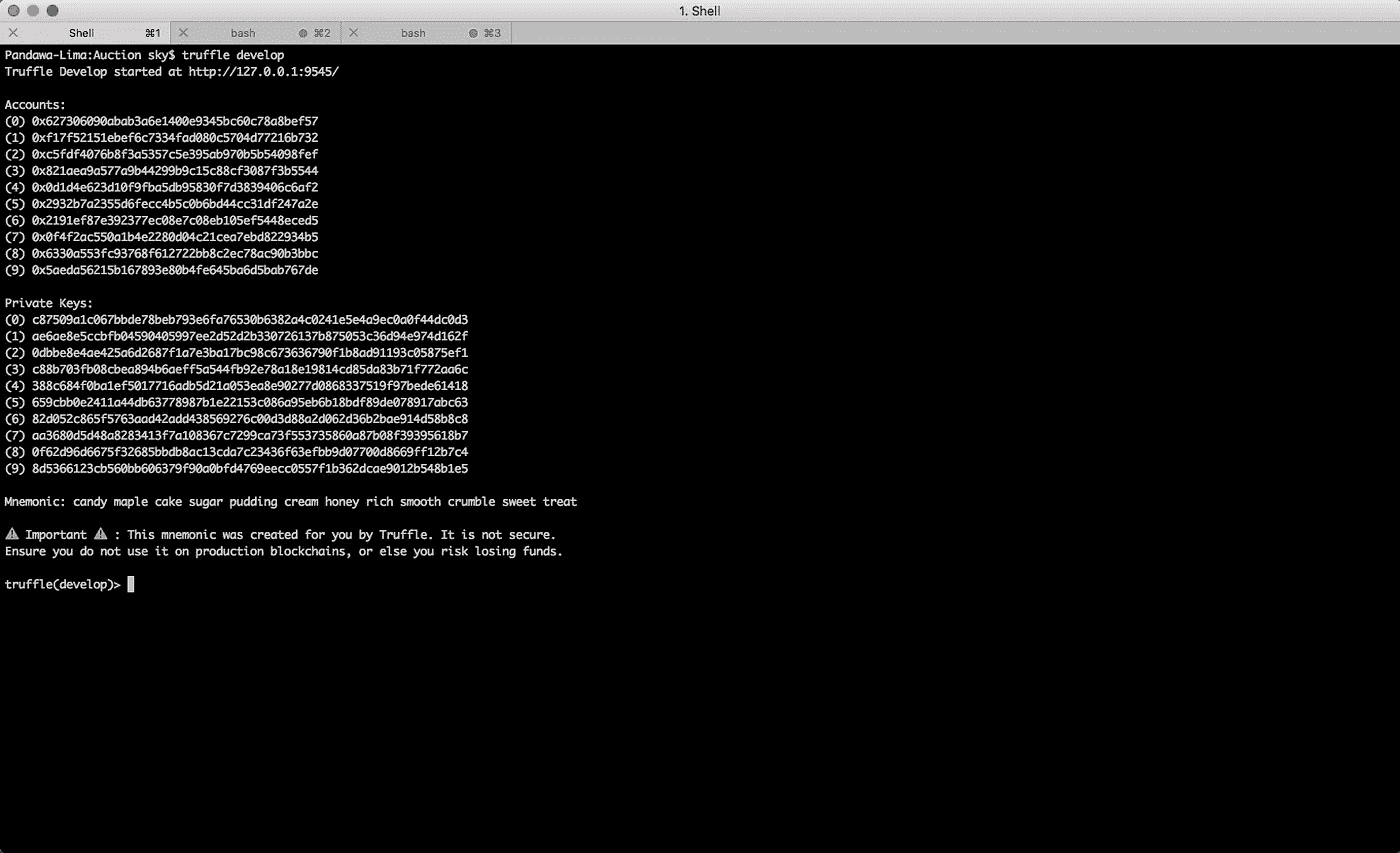 1. Shell
Shell ⌘1 bash ⌘2 bash ⌘3
Pandawa-Lima:Auction sky$ truffle develop
Truffle Develop started at http://127.0.0.1:9545/
Accounts:
(0) 0x627306090abab3a6e1400e9345bc60c78a8bef57
(1) 0xf17f52151ebef6c7334fad080c5704d77216b732
(2) 0xc5fdf4076b8f3a5357c5e395ab970b5b54098fef
(3) 0x821aea9a577a9b44299b9c15c88cf3087f3b5544
(4) 0x0d1d4e623d10f9fba5db95830f7d3839406c6af2
(5) 0x2932b7a2355d6fecc4b5c0b6bd44cc31df247a2e
(6) 0x2191ef87e392377ec08e7c08eb105ef5448eced5
(7) 0x0f4f2ac550a1b4e2280d04c21cea7ebd822934b5
(8) 0x6330a553fc93768f612722bb8c2ec78ac90b3bbc
(9) 0x5aeda56215b167893e80b4fe645ba6d5bab767de
Private Keys:
(0) c87509a1c067bbde78beb793e6fa76530b6382a4c0241e5e4a9ec0a0f44dc0d3
(1) ae6ae8e5ccbfb04590405997ee2d52d2b330726137b875053c36d94e974d162f
(2) 0dbbe8e4ae425a6d2687f1a7e3ba17bc98c673636790f1b8ad91193c05875ef1
(3) c88b703fb08cbea894b6aeff5a544fb92e78a18e19814cd85da83b71f772aa6c
(4) 388c684f0ba1ef5017716adb5d21a053ea8e90277d0868337519f97bede61418
(5) 659cbb0e2411a44db63778987b1e22153c086a95eb6b18bdf89de078917abc63
(6) 82d052c865f5763aad42add438569276c00d3d88a2d062d36b2bae914d58b8c8
(7) aa3680d5d48a8283413f7a108367c7299ca73f553735860a87b08f39395618b7
(8) 0f62d96d6675f32685bbdb8ac13cda7c23436f63efbb9d07700d8669ff12b7c4
(9) 8d5366123cb560bb606379f90a0bfd4769eecc0557f1b362dcae9012b548b1e5
Mnemonic: candy maple cake sugar pudding cream honey rich smooth crumble sweet treat
⚠ Important ⚠ : This mnemonic was created for you by Truffle. It is not secure.
Ensure you do not use it on production blockchains, or else you risk losing funds.
truffle(develop)>